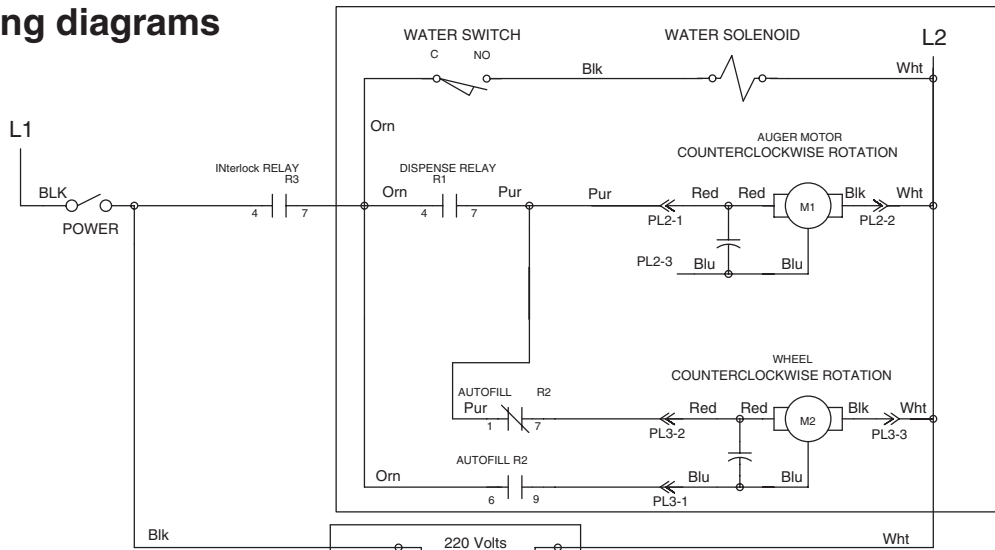 ng diagrams
WATER SWITCH
WATER SOLENOID
L2
C
NO
Blk
Wht
Orn
L1
AUGER MOTOR
COUNTERCLOCKWISE ROTATION
INterlock RELAY
R3
DISPENSE RELAY
R1
BLK
Orn
Pur
Pur
Red
Red
M1
Blk
Wht
4
7
4
7
POWER
PL2-1
PL2-2
PL2-3
Blu
Blu
WHEEL
COUNTERCLOCKWISE ROTATION
AUTOFILL
R2
Pur
1
7
Red
Red
M2
Blk
Wht
PL3-2
PL3-3
AUTOFILL R2
Orn
6
9
Blu
Blu
PL3-1
Blk
220 Volts
Wht